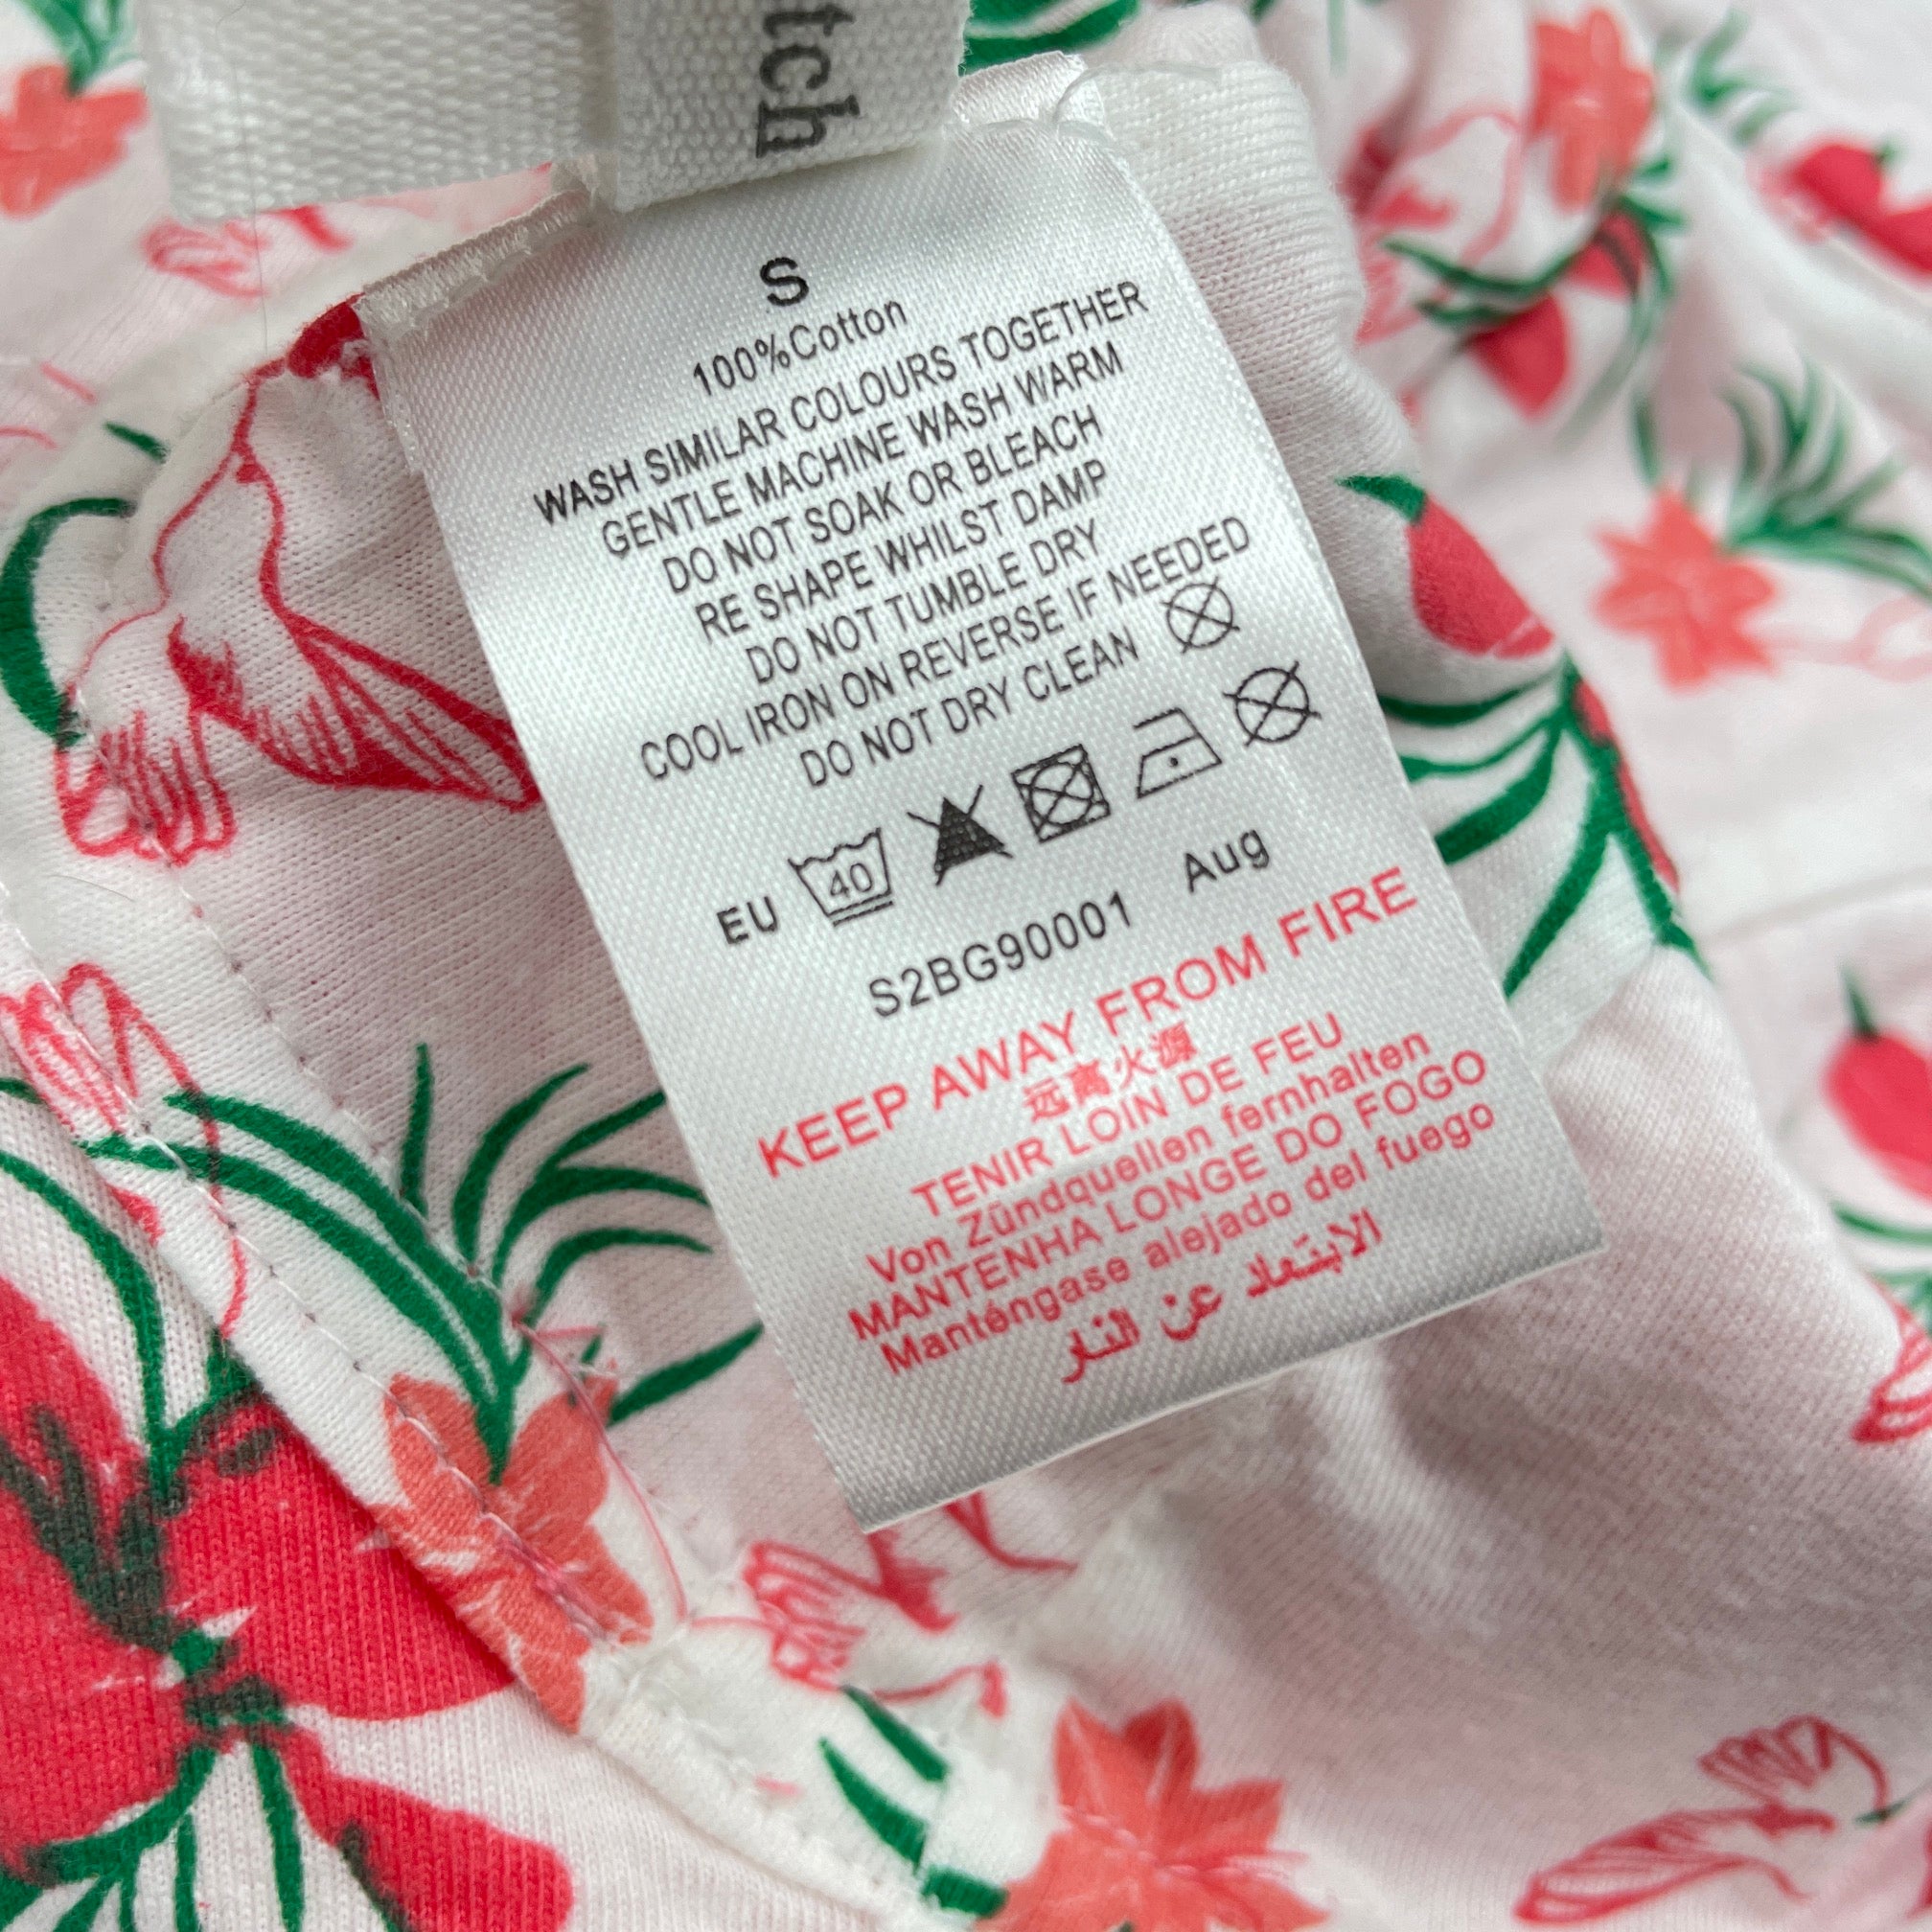 tch
S
100%Cotton
WASH SIMILAR COLOURS TOGETHER
GENTLE MACHINE WASH WARM
DO NOT SOAK OR BLEACH
RE SHAPE WHILST DAMP
DO NOT TUMBLE DRY
COOL IRON ON REVERSE IF NEEDED
DO NOT DRY CLEAN
EU 40
S2BG90001 Aug
KEEP AWAY FROM FIRE
远离火源
TENIR LOIN DE FEU
Von Zündquellen fernhalten
MANTENHA LONGE DO FOGO
Manténgase alejado del fuego
الابتعاد عن النار